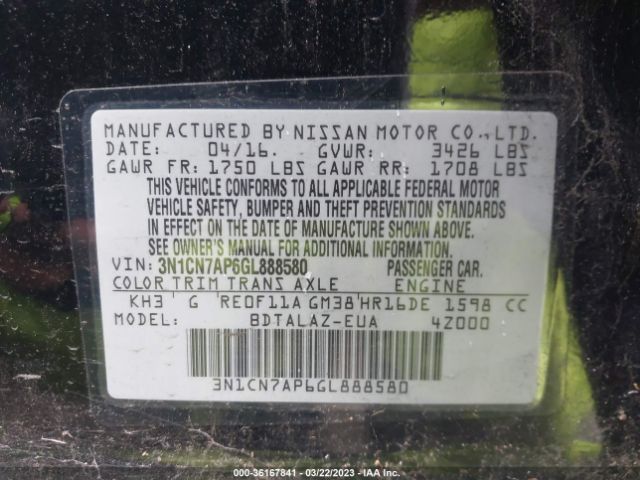 MANUFACTURED BY NISSAN MOTOR CO., LTD.
DATE: 04/16. GVWR: 3426 LBS
GAWR FR: 1750 LBS GAWR RR: 1708 LBS
THIS VEHICLE CONFORMS TO ALL APPLICABLE FEDERAL MOTOR
VEHICLE SAFETY, BUMPER AND THEFT PREVENTION STANDARDS
IN EFFECT ON THE DATE OF MANUFACTURE SHOWN ABOVE.
SEE OWNER'S MANUAL FOR ADDITIONAL INFORMATION.
VIN: 3N1CN7AP6GL888580 PASSENGER CAR.
COLOR TRIM TRANS AXLE ENGINE
KH3 G RE0F11A GM38 HR16DE 1598 CC
MODEL: BDTALAZ-EUA 4Z000
3N1CN7AP6GL888580
000-36167841 - 03/22/2023 - IAA Inc.